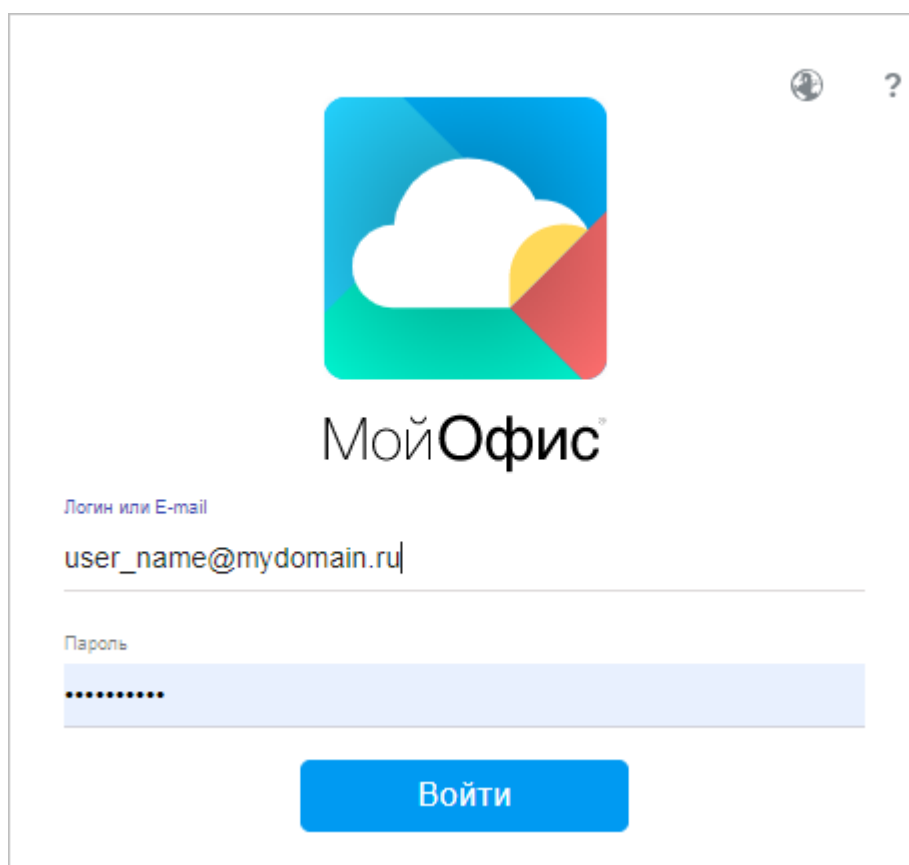 ?
МойОфис®
Логин или E-mail
user_name@mydomain.ru
Пароль
••••••••••
Войти